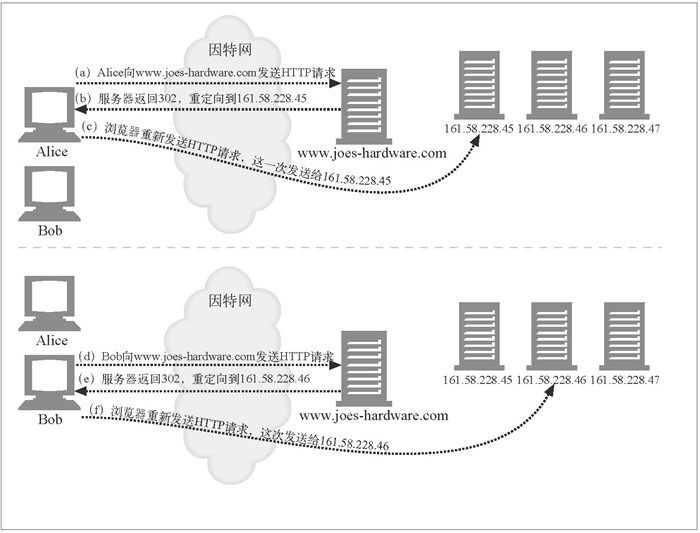 因特网
(a) Alice向www.joes-hardware.com发送HTTP请求
(b) 服务器返回302，重定向到161.58.228.45
(c) 浏览器重新发送HTTP请求，这一次发送给161.58.228.45
Alice
www.joes-hardware.com
161.58.228.45 161.58.228.46 161.58.228.47
Bob
因特网
Alice
(d) Bob向www.joes-hardware.com发送HTTP请求
(e) 服务器返回302，重定向到161.58.228.46
161.58.228.45 161.58.228.46 161.58.228.47
(f) 浏览器重新发送HTTP请求，这次发送给161.58.228.46
Bob
www.joes-hardware.com